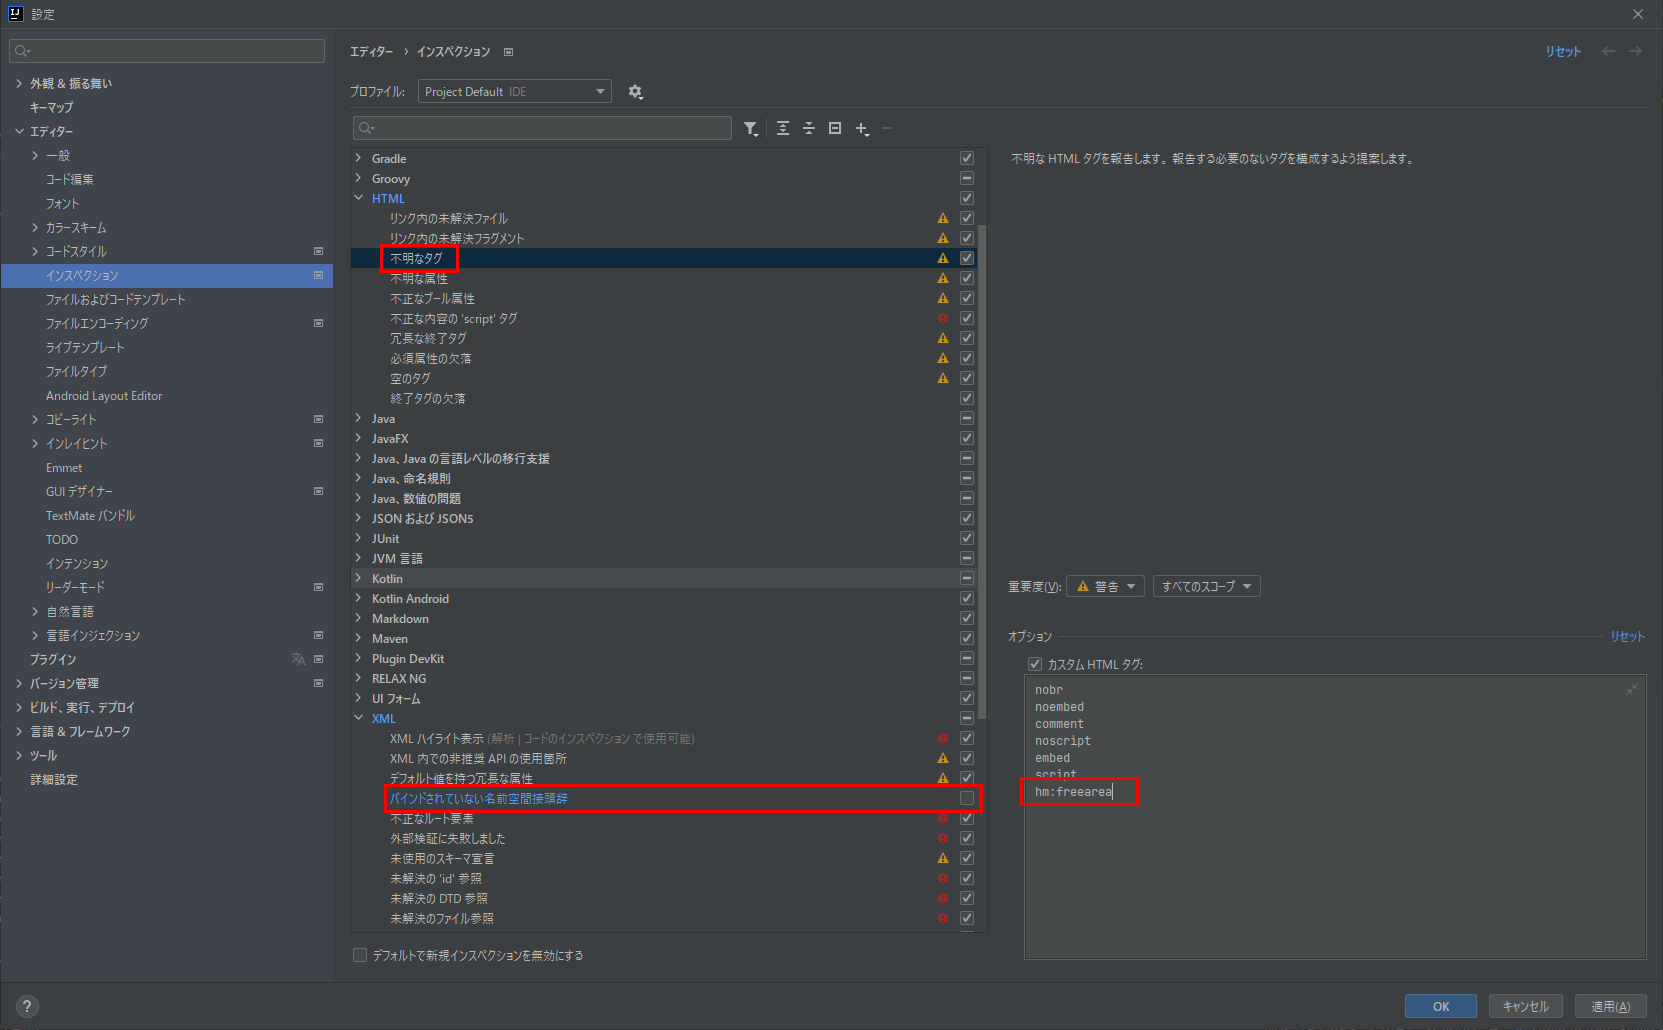 設定
外観 & 振る舞い
キーマップ
エディター
一般
コード編集
フォント
カラースキーム
コードスタイル
インスペクション
ファイルおよびコードテンプレート
ファイルエンコーディング
ライブテンプレート
ファイルタイプ
Android Layout Editor
コピーライト
インレイヒント
Emmet
GUI デザイナー
TextMate バンドル
TODO
インテンション
リーダーモード
自然言語
言語インジェクション
プラグイン
バージョン管理
ビルド、実行、デプロイ
言語 & フレームワーク
ツール
詳細設定
エディター › インスペクション
リセット
プロファイル: Project Default IDE
Gradle
Groovy
HTML
リンク内の未解決ファイル
リンク内の未解決フラグメント
不明なタグ
不明な属性
不正なブール属性
不正な内容の 'script' タグ
冗長な終了タグ
必須属性の欠落
空のタグ
終了タグの欠落
Java
JavaFX
Java、Java の言語レベルの移行支援
Java、命名規則
Java、数値の問題
JSON および JSON5
JUnit
JVM 言語
Kotlin
Kotlin Android
Markdown
Maven
Plugin DevKit
RELAX NG
UI フォーム
XML
XML ハイライト表示 (解析 | コードのインスペクション で使用可能)
XML 内での非推奨 API の使用箇所
デフォルト値を持つ冗長な属性
バインドされていない名前空間接頭辞
不正なルート要素
外部検証に失敗しました
未使用のスキーマ宣言
未解決の 'id' 参照
未解決の DTD 参照
未解決のファイル参照
デフォルトで新規インスペクションを無効にする
不明な HTML タグを報告します。報告する必要のないタグを構成するよう提案します。
重要度(V): 警告 すべてのスコープ
オプション リセット
カスタム HTML タグ:
nobr
noembed
comment
noscript
embed
script
hm:freearea
?
OK キャンセル 適用(A)